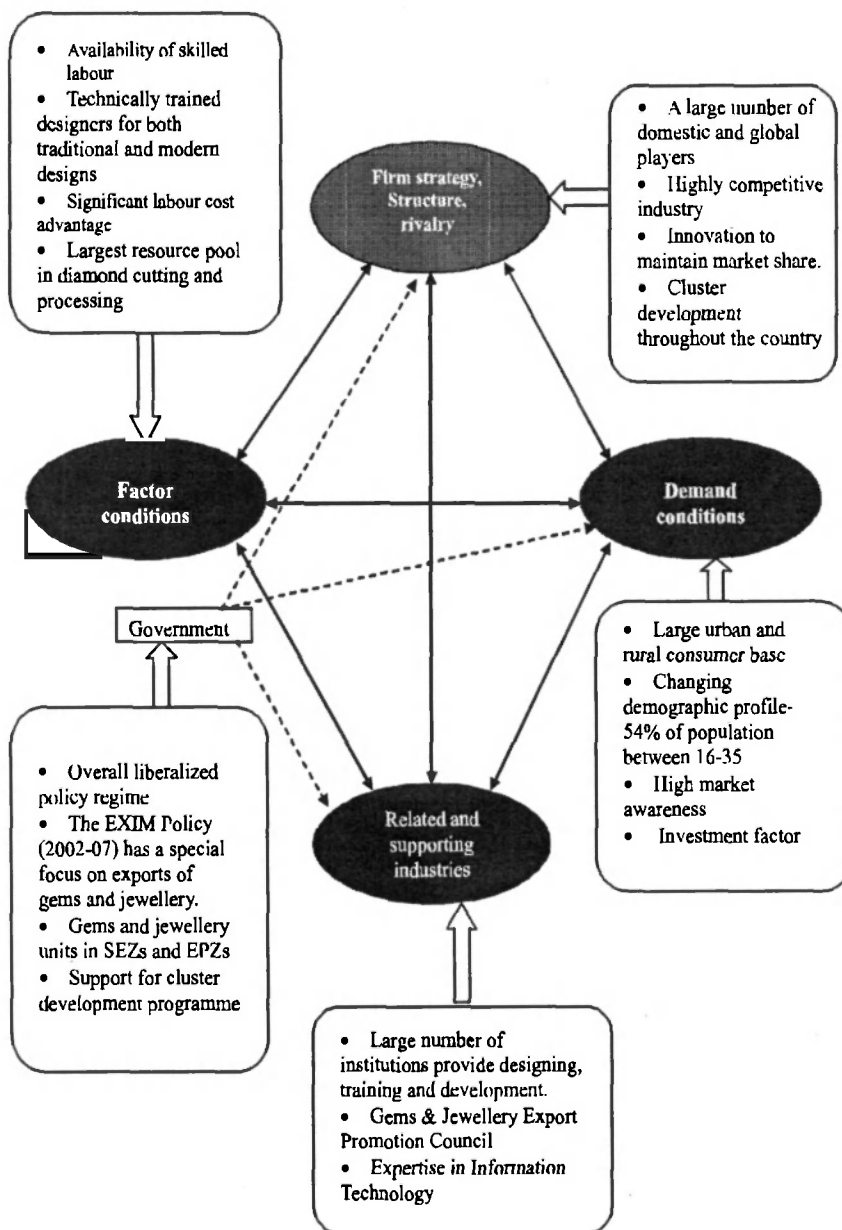 • Availability of skilled
labour
• Technically trained
designers for both
traditional and modern
designs
• Significant labour cost
advantage
• Largest resource pool
in diamond cutting and
processing
• A large number of
domestic and global
players
• Highly competitive
industry
• Innovation to
maintain market share.
• Cluster
development
throughout the country
Firm strategy,
Structure,
rivalry
Factor
conditions
Demand
conditions
Government
• Large urban and
rural consumer base
• Changing
demographic profile-
54% of population
between 16-35
• High market
awareness
• Investment factor
• Overall liberalized
policy regime
• The EXIM Policy
(2002-07) has a special
focus on exports of
gems and jewellery.
• Gems and jewellery
units in SEZs and EPZs
• Support for cluster
development programme
Related and
supporting
industries
• Large number of
institutions provide designing,
training and development.
• Gems & Jewellery Export
Promotion Council
• Expertise in Information
Technology